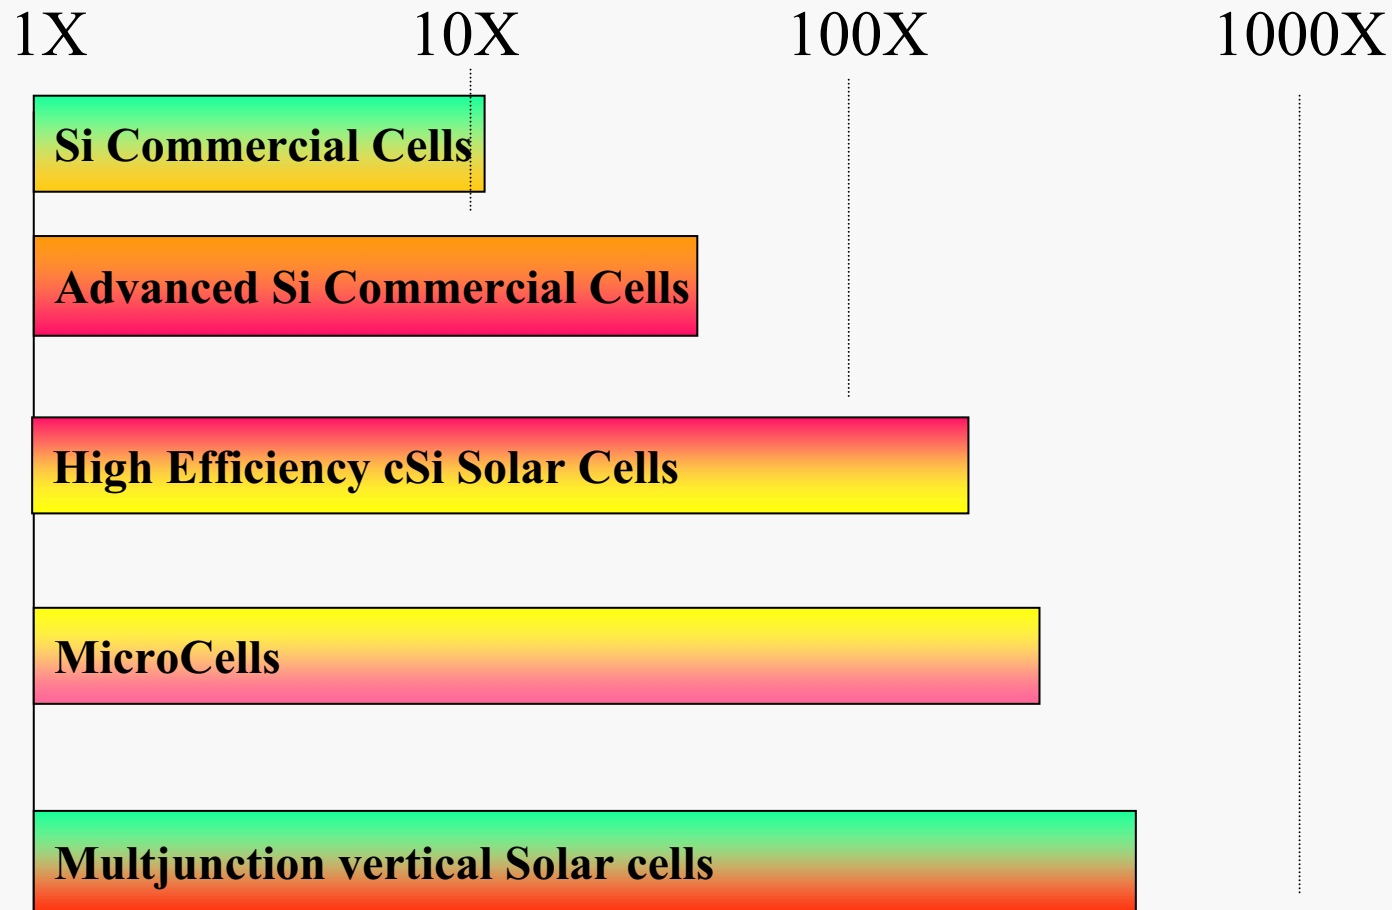 1X 10X 100X 1000X
Si Commercial Cells
Advanced Si Commercial Cells
High Efficiency cSi Solar Cells
MicroCells
Multjunction vertical Solar cells